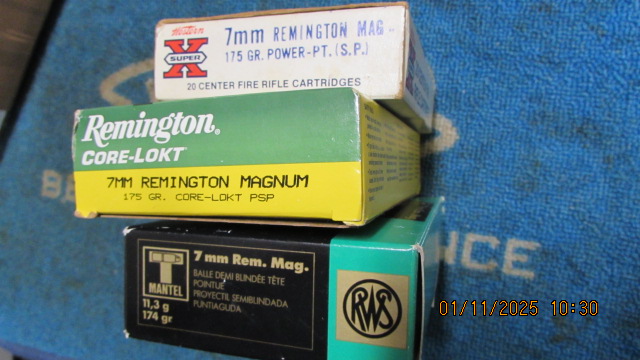 Western
SUPER X
7mm REMINGTON MAG -
175 GR. POWER-PT. (S.P.)
20 CENTER FIRE RIFLE CARTRIDGES
Remington®
CORE-LOKT
7MM REMINGTON MAGNUM
175 GR. CORE-LOKT PSP
T
MANTEL
11,3 g
174 gr
7 mm Rem. Mag.
BALLE DEMI BLINDÉE TÊTE
POINTUE
PROYECTIL SEMIBLINDADA
PUNTIAGUDA
RWS
01/11/2025 10:30